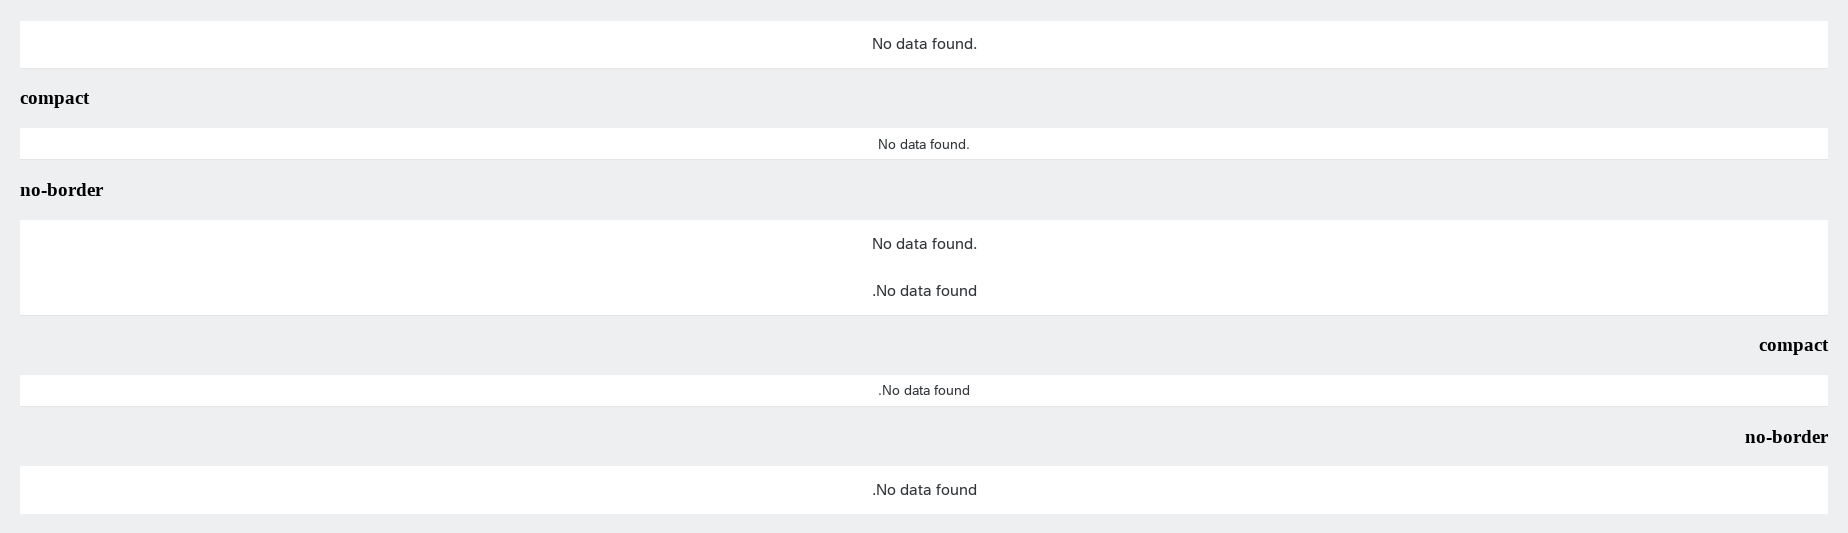 No data found.
compact
No data found.
no-border
No data found.
.No data found
compact
.No data found
no-border
.No data found